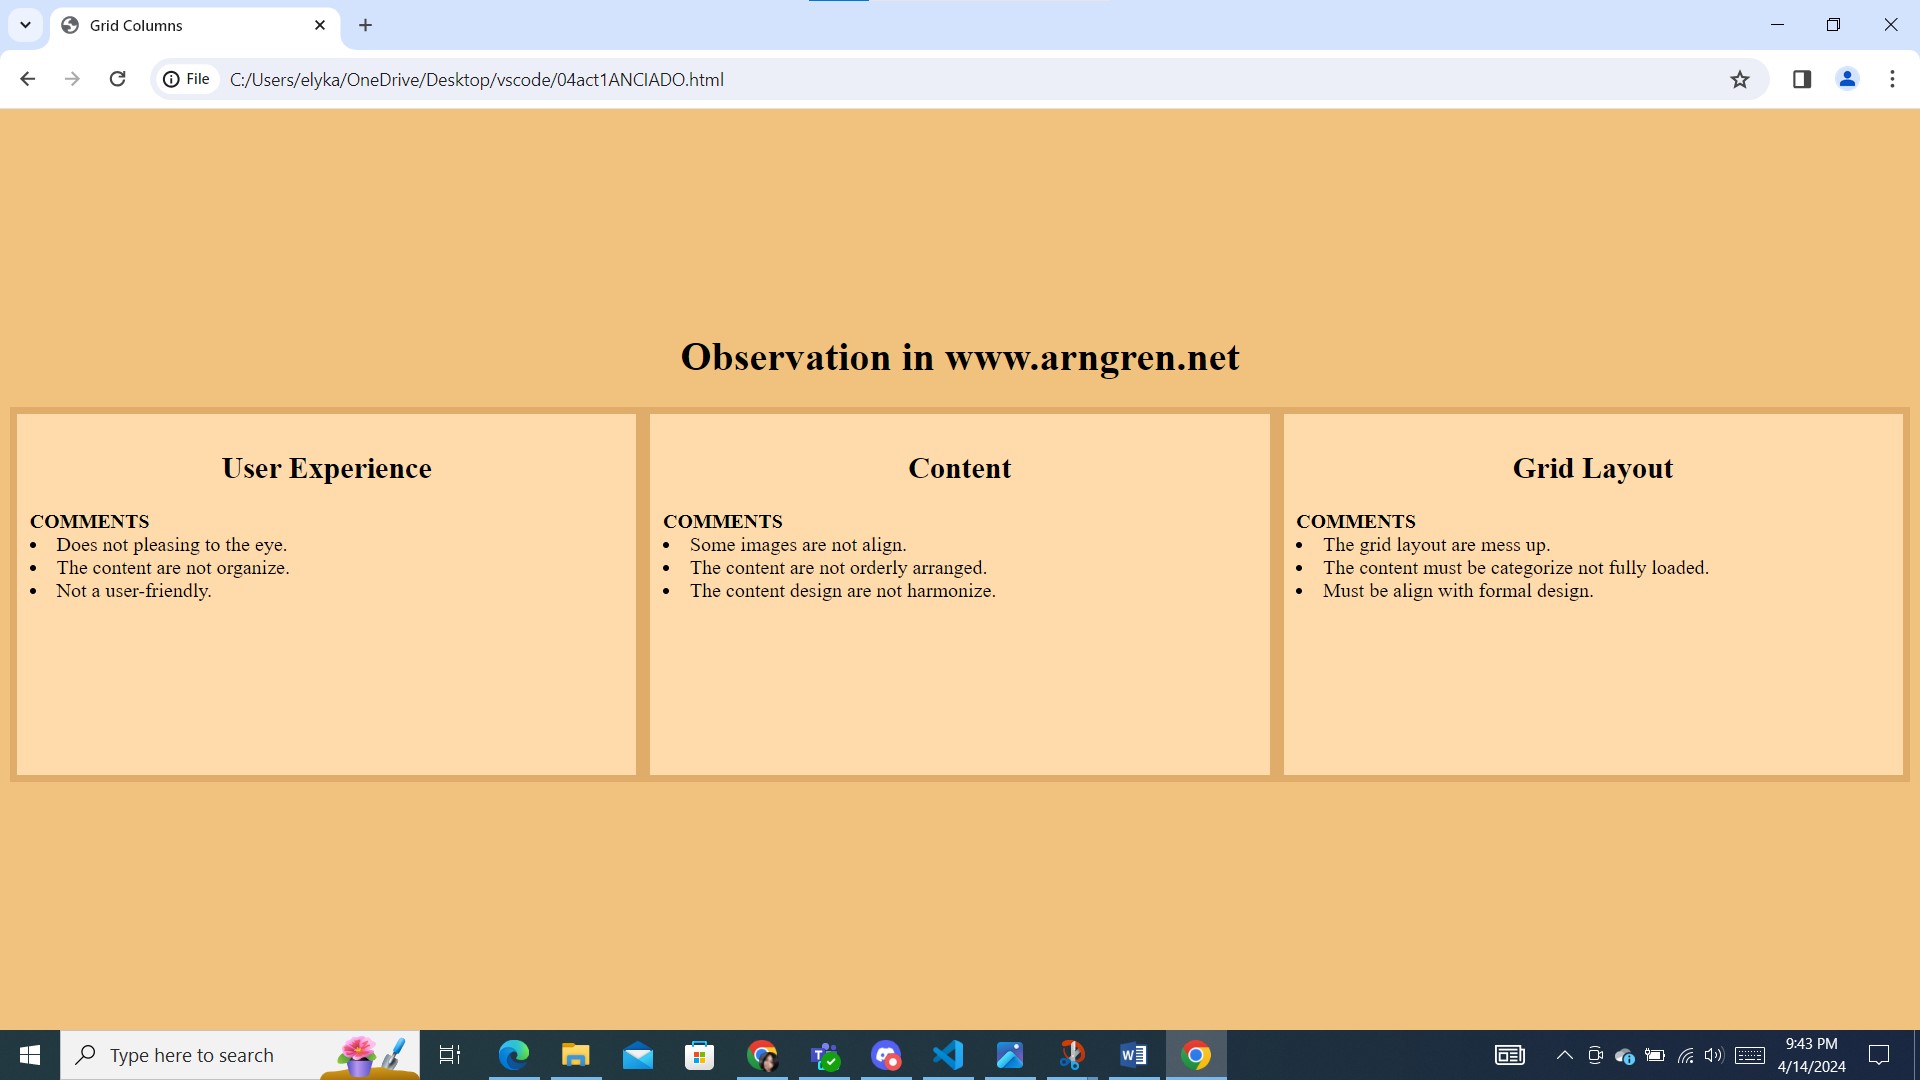 Grid Columns
File
C:/Users/elyka/OneDrive/Desktop/vscode/04act1ANCIADO.html
Observation in www.arngren.net
User Experience
COMMENTS
• Does not pleasing to the eye.
• The content are not organize.
• Not a user-friendly.
Content
COMMENTS
• Some images are not align.
• The content are not orderly arranged.
• The content design are not harmonize.
Grid Layout
COMMENTS
• The grid layout are mess up.
• The content must be categorize not fully loaded.
• Must be align with formal design.
Type here to search
9:43 PM
4/14/2024